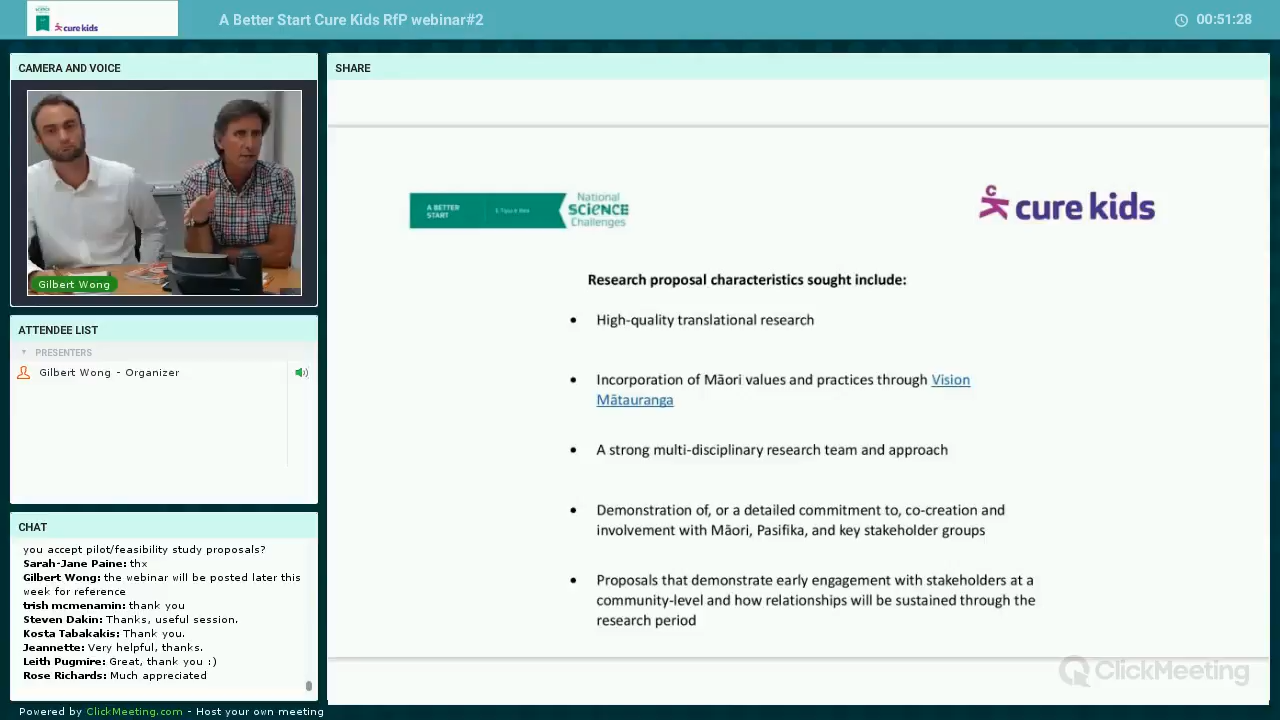 cure kids
A Better Start Cure Kids RfP webinar#2
00:51:28
CAMERA AND VOICE
Gilbert Wong
ATTENDEE LIST
PRESENTERS
Gilbert Wong - Organizer
CHAT
you accept pilot/feasibility study proposals?
Sarah-Jane Paine: thx
Gilbert Wong: the webinar will be posted later this
week for reference
trish mcmenamin: thank you
Steven Dakin: Thanks, useful session.
Kosta Tabakakis: Thank you.
Jeannette: Very helpful, thanks.
Leith Pugmire: Great, thank you :)
Rose Richards: Much appreciated
Powered by ClickMeeting.com - Host your own meeting
SHARE
A BETTER
START
National
SCIENCE
Challenges
cure kids
Research proposal characteristics sought include:
• High-quality translational research
• Incorporation of Māori values and practices through Vision
Mātauranga
• A strong multi-disciplinary research team and approach
• Demonstration of, or a detailed commitment to, co-creation and
involvement with Māori, Pasifika, and key stakeholder groups
• Proposals that demonstrate early engagement with stakeholders at a
community-level and how relationships will be sustained through the
research period
ClickMeeting